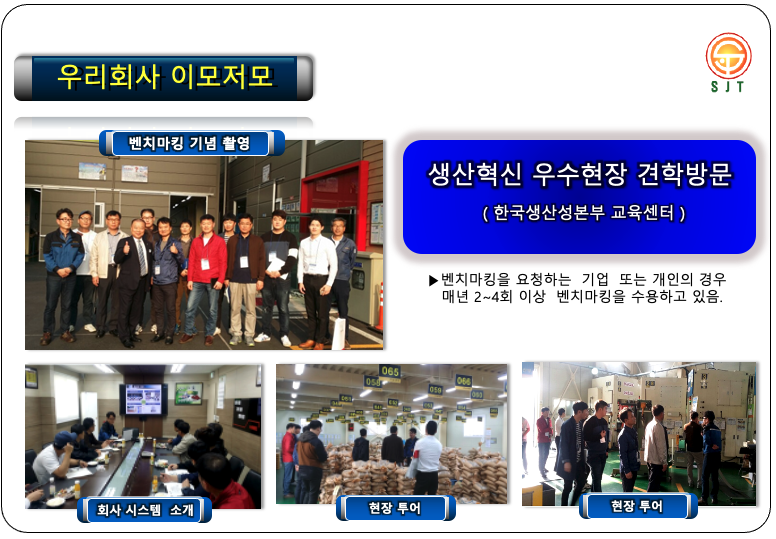 우리회사 이모저모
SJT
벤치마킹 기념 촬영
생산혁신 우수현장 견학방문
( 한국생산성본부 교육센터 )
▶벤치마킹을 요청하는 기업 또는 개인의 경우
매년 2~4회 이상 벤치마킹을 수용하고 있음.
065
058
059
066
회사 시스템 소개
현장 투어
현장 투어